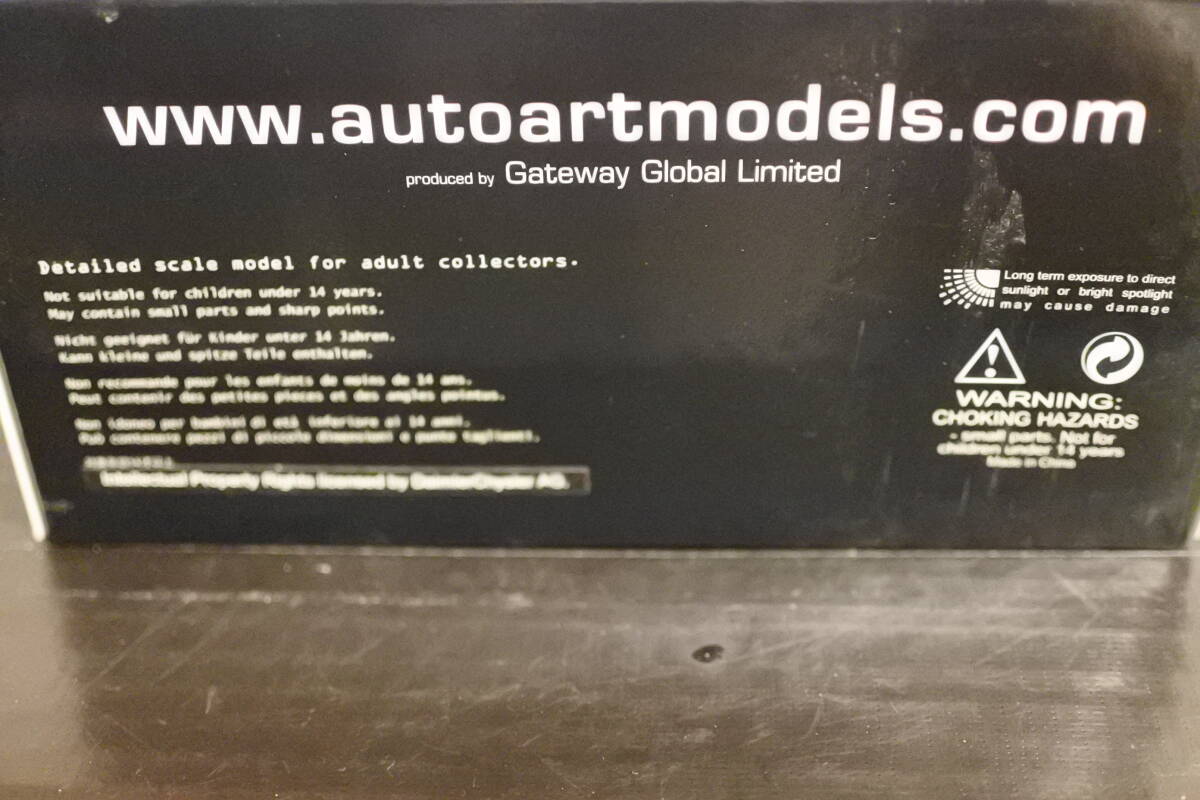 www.autoartmodels.com
produced by Gateway Global Limited
Detailed scale model for adult collectors.
Not suitable for children under 14 years.
May contain small parts and sharp points.
Nicht geeignet für Kinder unter 14 Jahren.
Kann kleine und spitze Teile enthalten.
Non recommande pour les enfants de moins de 14 ans.
Peut contenir des petites pieces et des angles pointus.
Non idoneo per bambini di età inferiore ai 14 anni.
Può contenere pezzi di piccole dimensioni e punte taglienti.
Intellectual Property Rights licensed by DaimlerChrysler AG.
Long term exposure to direct
sunlight or bright spotlight
may cause damage
WARNING:
CHOKING HAZARDS
- small parts. Not for
children under 14 years
Made in China